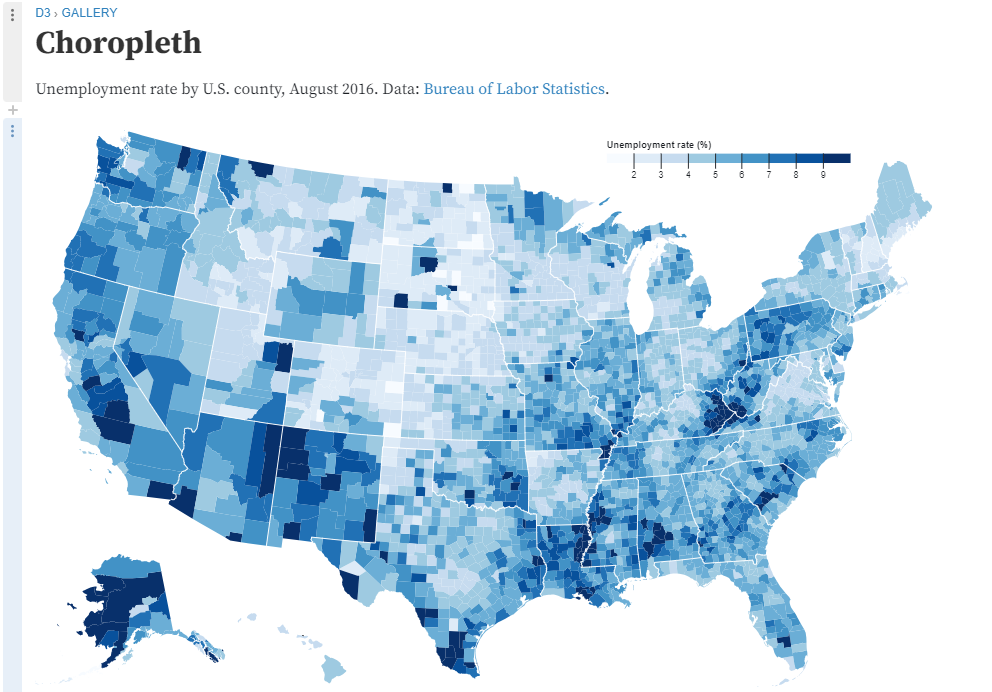 D3 › GALLERY
Choropleth
Unemployment rate by U.S. county, August 2016. Data: Bureau of Labor Statistics.
Unemployment rate (%)
2 3 4 5 6 7 8 9